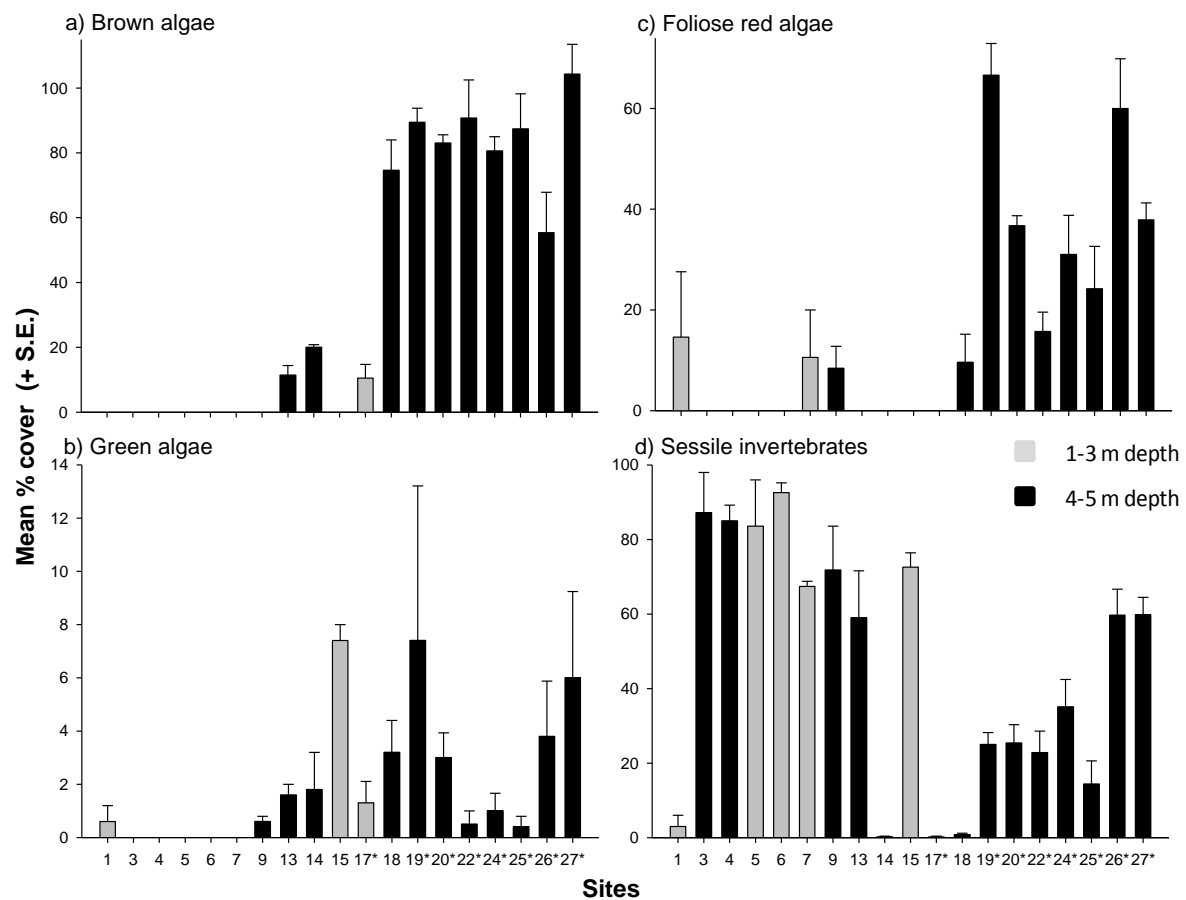 a) Brown algae
100
80
60
40
20
0
c) Foliose red algae
60
40
20
0
Mean % cover (+ S.E.)
b) Green algae
14
12
10
8
6
4
2
0
1 3 4 5 6 7 9 13 14 15 17* 18 19* 20* 22* 24* 25* 26* 27*
d) Sessile invertebrates
100
80
60
40
20
0
1 3 4 5 6 7 9 13 14 15 17* 18 19* 20* 22* 24* 25* 26* 27*
1-3 m depth
4-5 m depth
Sites